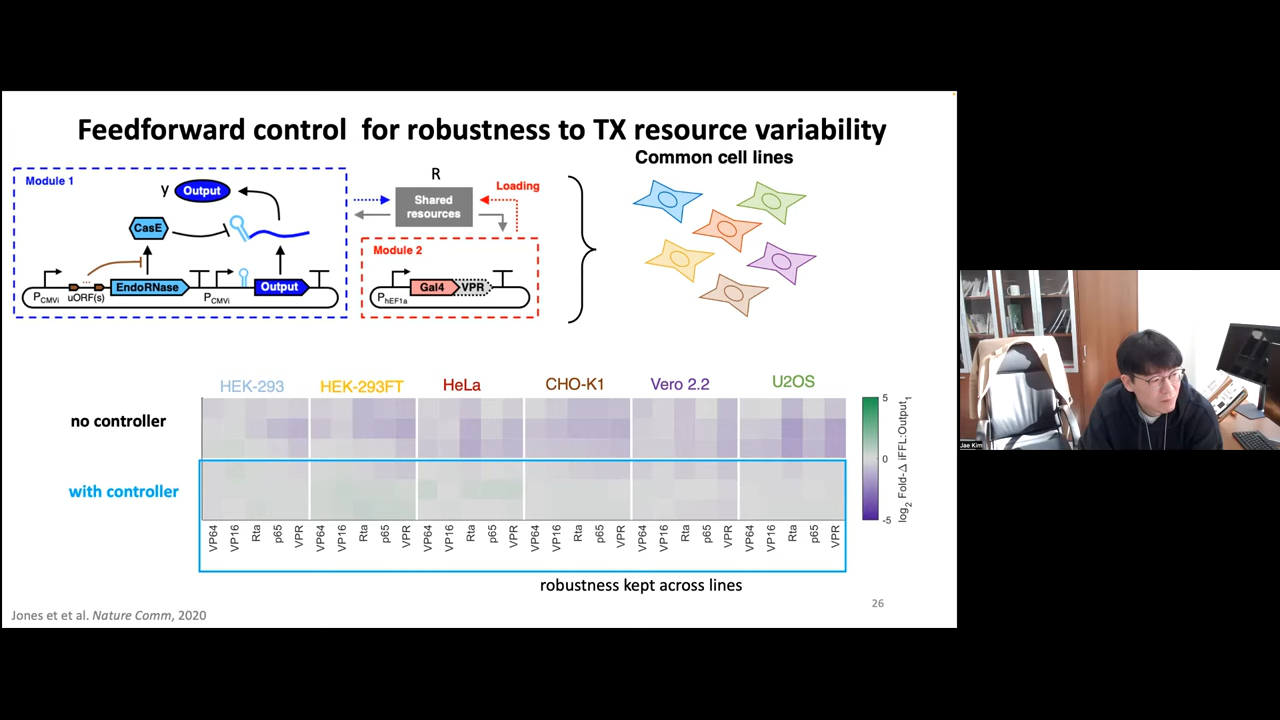 Feedforward control for robustness to TX resource variability
Module 1
y
Output
CasE
P_CMVi
uORF(s)
...
EndoRNase
P_CMVi
Output
R
Shared
resources
Loading
Module 2
P_hEF1a
Gal4
VPR
Common cell lines
HEK-293
HEK-293FT
HeLa
CHO-K1
Vero 2.2
U2OS
no controller
with controller
VP64 VP16 Rta p65 VPR VP64 VP16 Rta p65 VPR VP64 VP16 Rta p65 VPR VP64 VP16 Rta p65 VPR VP64 VP16 Rta p65 VPR VP64 VP16 Rta p65 VPR
5
0
-5
log2 Fold-Δ iFFL:Output1
robustness kept across lines
26
Jones et et al. Nature Comm, 2020
Jae Kim